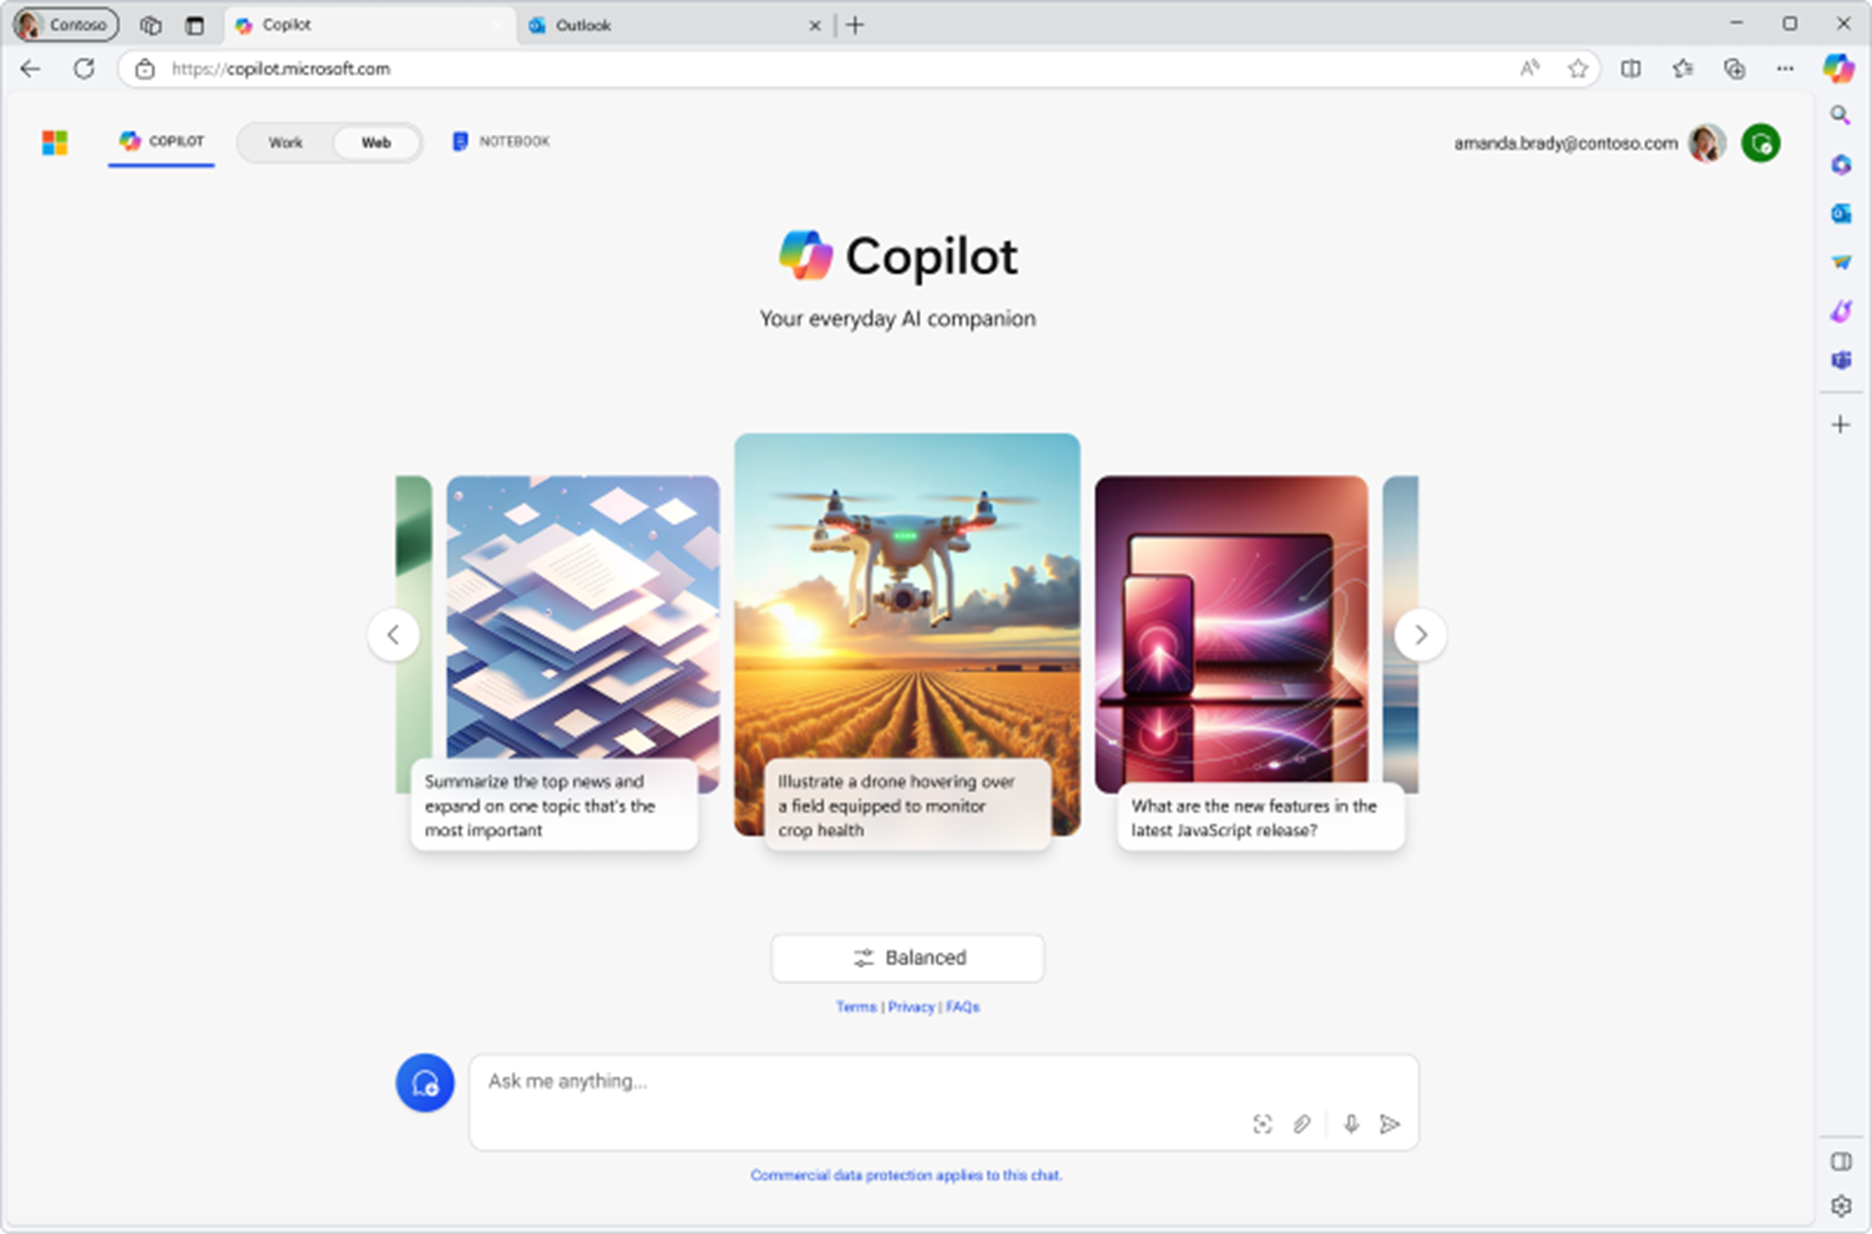 Contoso
Copilot
Outlook
https://copilot.microsoft.com
COPILOT
Work
Web
NOTEBOOK
amanda.brady@contoso.com
Copilot
Your everyday AI companion
Summarize the top news and
expand on one topic that's the
most important
Illustrate a drone hovering over
a field equipped to monitor
crop health
What are the new features in the
latest JavaScript release?
Balanced
Terms | Privacy | FAQs
Ask me anything...
Commercial data protection applies to this chat.